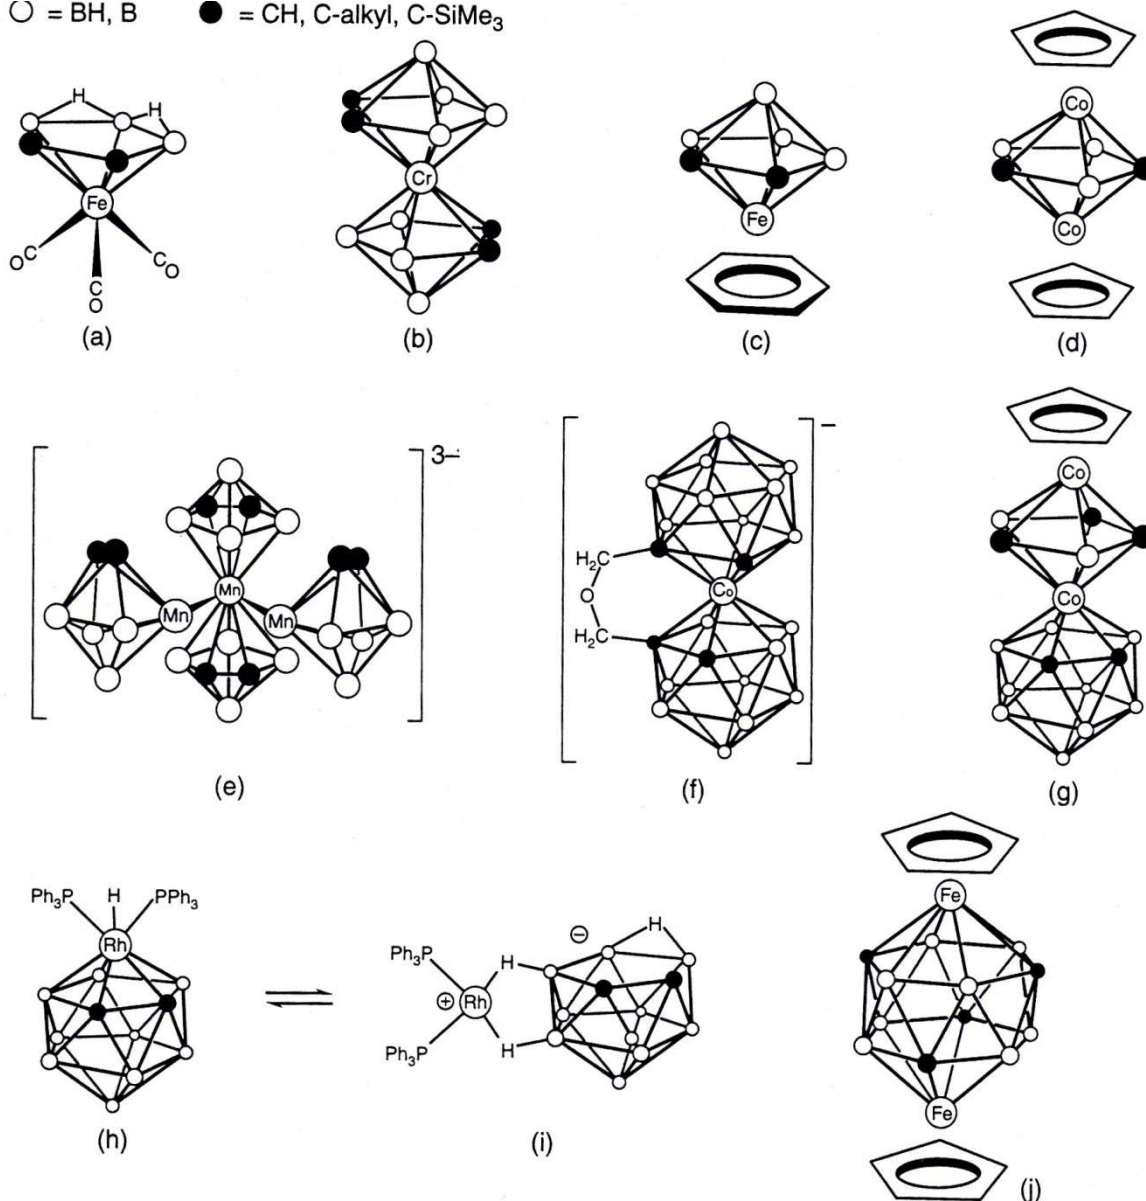 = BH, B = CH, C-alkyl, C-SiMe₃
H
H
Fe
OC
CO
CO
(a)
Cr
(b)
Fe
(c)
Co
Co
(d)
3−
Mn
Mn
Mn
(e)
−
H₂C
O
H₂C
Co
(f)
Co
Co
(g)
Ph₃P
H
PPh₃
Rh
(h)
Ph₃P
H
⊖
H
⊕
Rh
Ph₃P
H
(i)
Fe
Fe
(j)